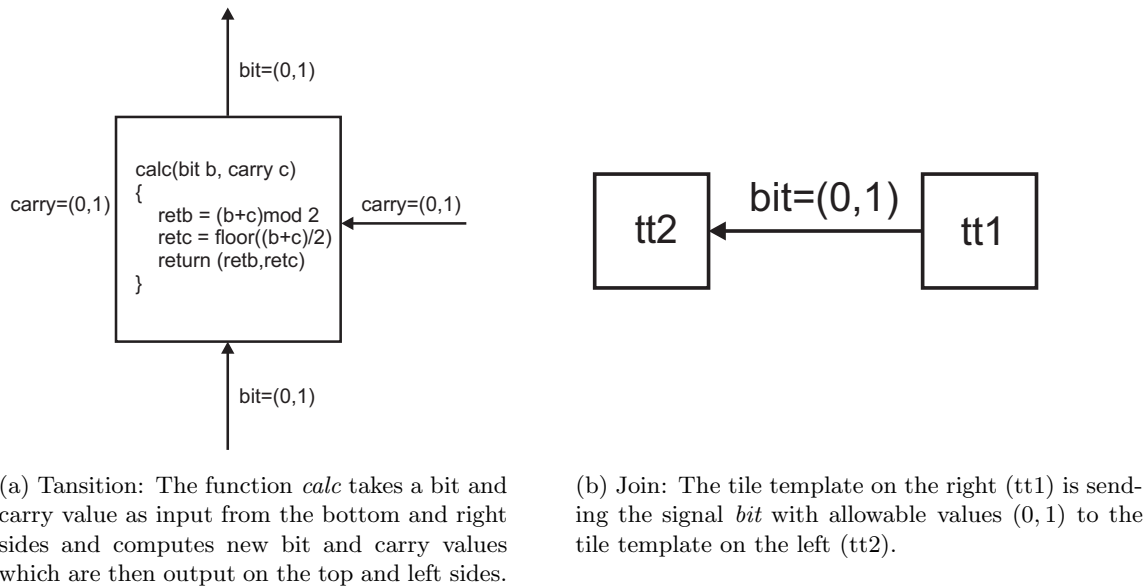 bit=(0,1)
calc(bit b, carry c)
{
retb = (b+c)mod 2
retc = floor((b+c)/2)
return (retb,retc)
}
carry=(0,1)
carry=(0,1)
bit=(0,1)
bit=(0,1)
tt2
tt1
(a) Tansition: The function calc takes a bit and
carry value as input from the bottom and right
sides and computes new bit and carry values
which are then output on the top and left sides.
(b) Join: The tile template on the right (tt1) is send-
ing the signal bit with allowable values (0, 1) to the
tile template on the left (tt2).